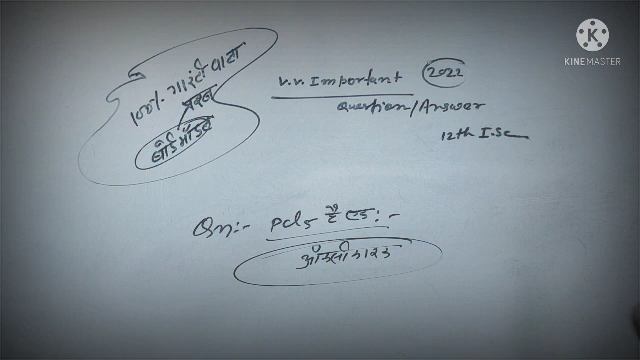 KINEMASTER
100% गारंटी वाला
प्रश्न
बोर्ड मॉडल
V.V. Important 2022
Question/Answer
12th I.Sc
Qn:- Pcl5 है एक :-
ऑक्सीकारक